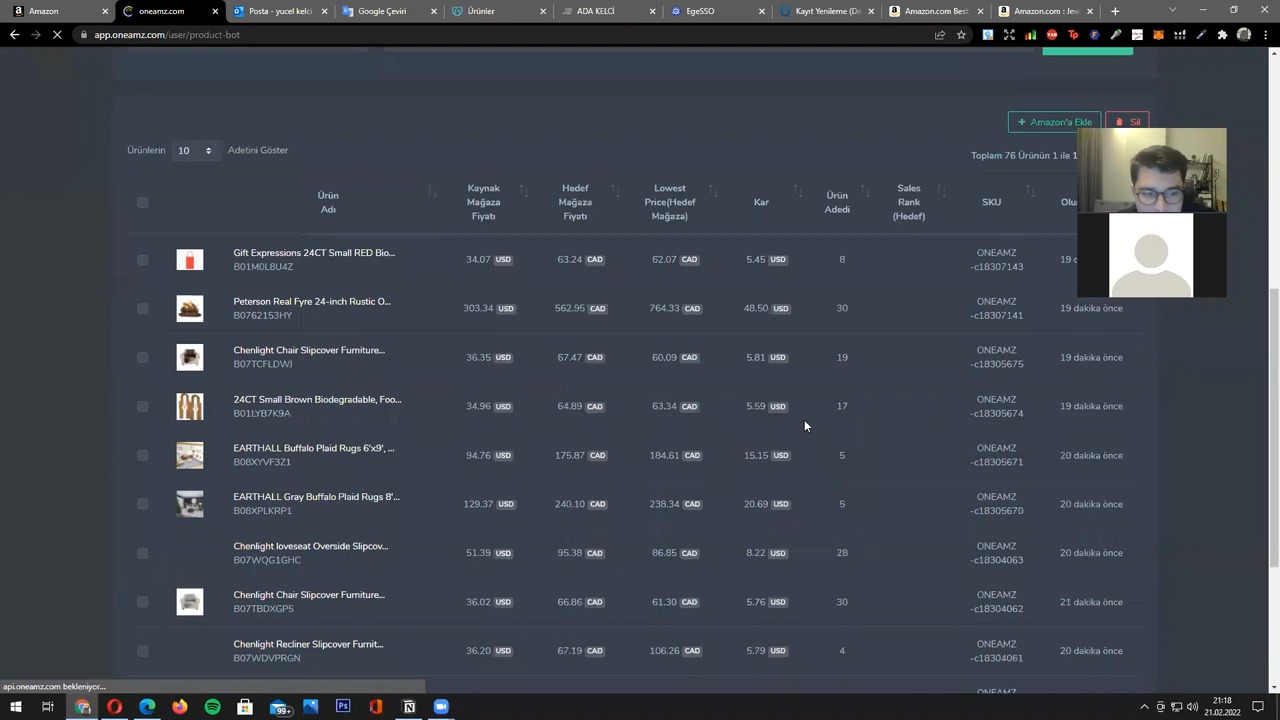 Amazon
oneamz.com
Posta - yucel kelci
Google Çeviri
Ürünler
ADA KELCİ
EgeSSO
Kayıt Yenileme (De
Amazon.com Best
Amazon.com : Jew
app.oneamz.com/user/product-bot
+ Amazon'a Ekle
Sil
Ürünlerin 10 Adetini Göster
Toplam 76 Ürünün 1 ile 1
Ürün Adı
Kaynak Mağaza Fiyatı
Hedef Mağaza Fiyatı
Lowest Price(Hedef Mağaza)
Kar
Ürün Adedi
Sales Rank (Hedef)
SKU
Olu
Gift Expressions 24CT Small RED Bio...
B01M0L8U4Z
34.07 USD 63.24 CAD 62.07 CAD 5.45 USD 8 ONEAMZ -c18307143 19 d
Peterson Real Fyre 24-inch Rustic O...
B0762153HY
303.34 USD 562.95 CAD 764.33 CAD 48.50 USD 30 ONEAMZ -c18307141 19 dakika önce
Chenlight Chair Slipcover Furniture...
B07TCFLDWJ
36.35 USD 67.47 CAD 60.09 CAD 5.81 USD 19 ONEAMZ -c18305675 19 dakika önce
24CT Small Brown Biodegradable, Foo...
B01LYB7K9A
34.96 USD 64.89 CAD 63.34 CAD 5.59 USD 17 ONEAMZ -c18305674 19 dakika önce
EARTHALL Buffalo Plaid Rugs 6'x9', ...
B08XYVF3Z1
94.76 USD 175.87 CAD 184.61 CAD 15.15 USD 5 ONEAMZ -c18305671 20 dakika önce
EARTHALL Gray Buffalo Plaid Rugs 8'...
B08XPLKRP1
129.37 USD 240.10 CAD 238.34 CAD 20.69 USD 5 ONEAMZ -c18305670 20 dakika önce
Chenlight loveseat Overside Slipcov...
B07WQG1GHC
51.39 USD 95.38 CAD 86.85 CAD 8.22 USD 28 ONEAMZ -c18304063 20 dakika önce
Chenlight Chair Slipcover Furniture...
B07TBDXGP5
36.02 USD 66.86 CAD 61.30 CAD 5.76 USD 30 ONEAMZ -c18304062 21 dakika önce
Chenlight Recliner Slipcover Furnit...
B07WDVPRGN
36.20 USD 67.19 CAD 106.26 CAD 5.79 USD 4 ONEAMZ -c18304061 20 dakika önce
ONEAMZ
api.oneamz.com bekleniyor...
99+
21:18
21.02.2022